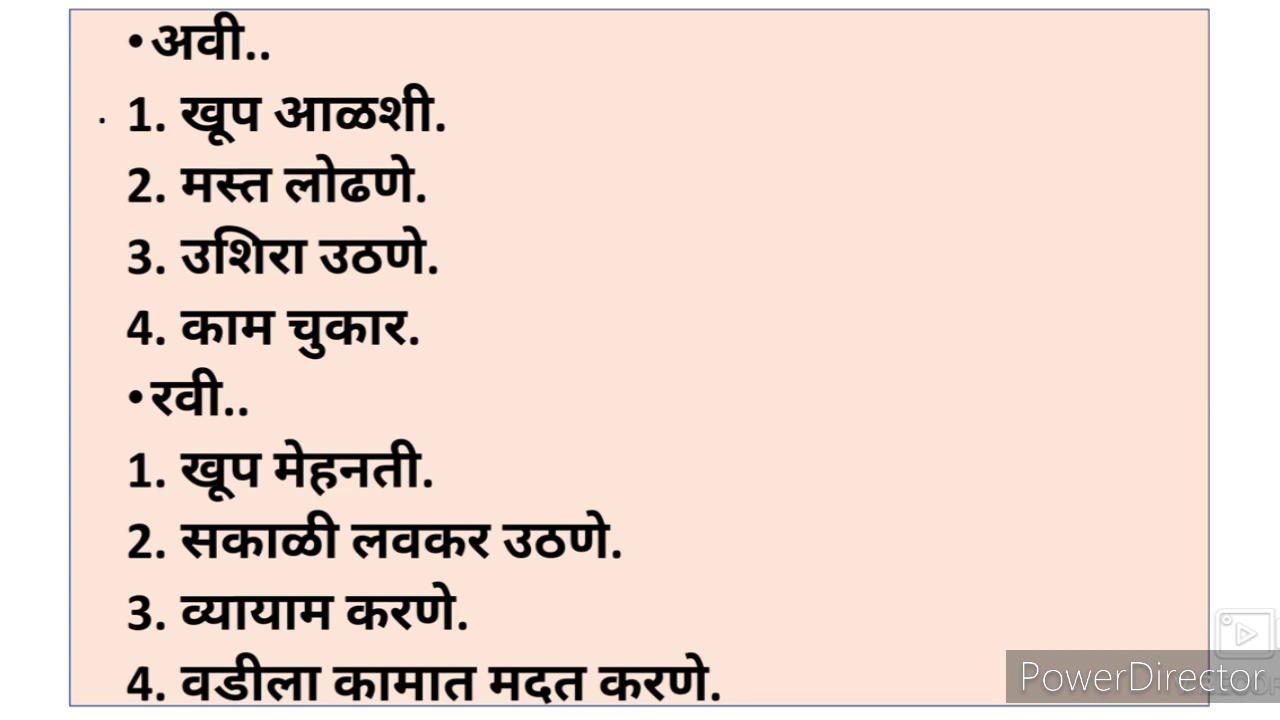 •अवी..
1. खूप आळशी.
2. मस्त लोढणे.
3. उशिरा उठणे.
4. काम चुकार.
•रवी..
1. खूप मेहनती.
2. सकाळी लवकर उठणे.
3. व्यायाम करणे.
4. वडीला कामात मदत करणे.
PowerDirector